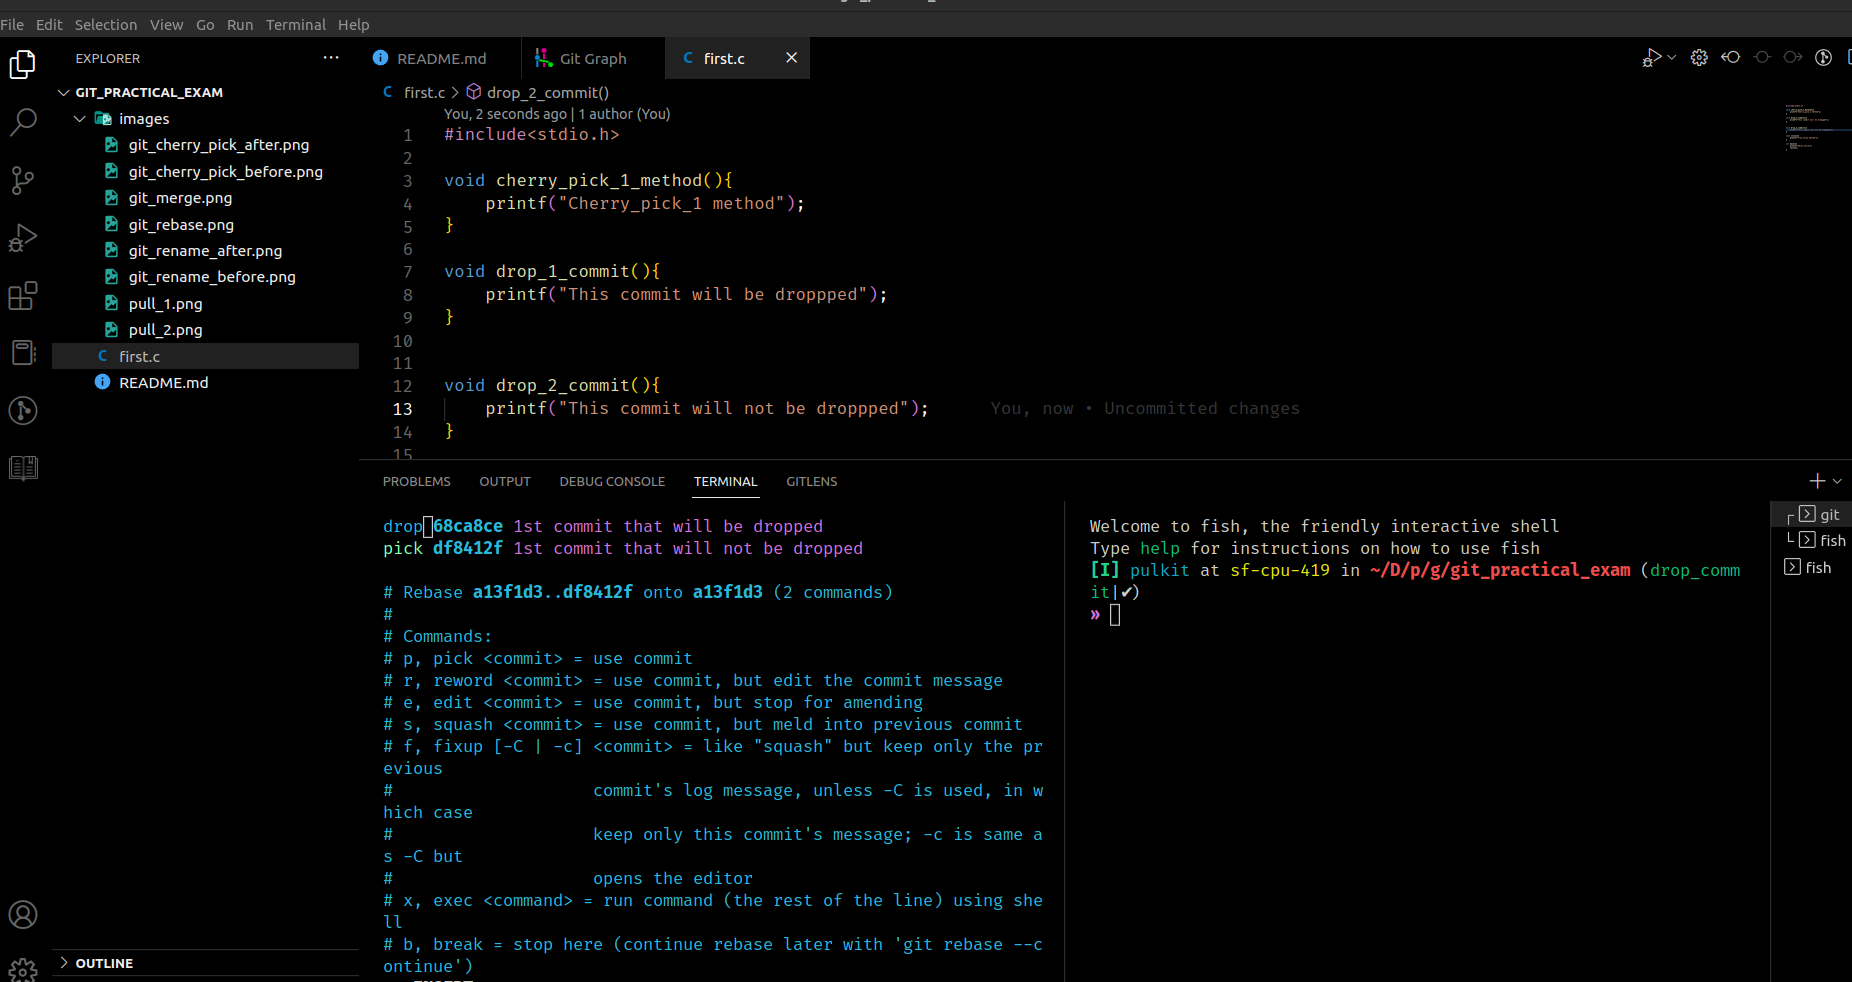 File Edit Selection View Go Run Terminal Help
EXPLORER
GIT_PRACTICAL_EXAM
images
git_cherry_pick_after.png
git_cherry_pick_before.png
git_merge.png
git_rebase.png
git_rename_after.png
git_rename_before.png
pull_1.png
pull_2.png
C first.c
README.md
OUTLINE
README.md Git Graph C first.c
C first.c > drop_2_commit()
You, 2 seconds ago | 1 author (You)
1 #include<stdio.h>
2
3 void cherry_pick_1_method(){
4 printf("Cherry_pick_1 method");
5 }
6
7 void drop_1_commit(){
8 printf("This commit will be droppped");
9 }
10
11
12 void drop_2_commit(){
13 printf("This commit will not be droppped"); You, now • Uncommitted changes
14 }
15
PROBLEMS OUTPUT DEBUG CONSOLE TERMINAL GITLENS
drop 68ca8ce 1st commit that will be dropped
pick df8412f 1st commit that will not be dropped
# Rebase a13f1d3..df8412f onto a13f1d3 (2 commands)
#
# Commands:
# p, pick <commit> = use commit
# r, reword <commit> = use commit, but edit the commit message
# e, edit <commit> = use commit, but stop for amending
# s, squash <commit> = use commit, but meld into previous commit
# f, fixup [-C | -c] <commit> = like "squash" but keep only the pr
evious
# commit's log message, unless -C is used, in w
hich case
# keep only this commit's message; -c is same a
s -C but
# opens the editor
# x, exec <command> = run command (the rest of the line) using she
ll
# b, break = stop here (continue rebase later with 'git rebase --c
ontinue')
Welcome to fish, the friendly interactive shell
Type help for instructions on how to use fish
[I] pulkit at sf-cpu-419 in ~/D/p/g/git_practical_exam (drop_comm
it|✔)
»
git
fish
fish